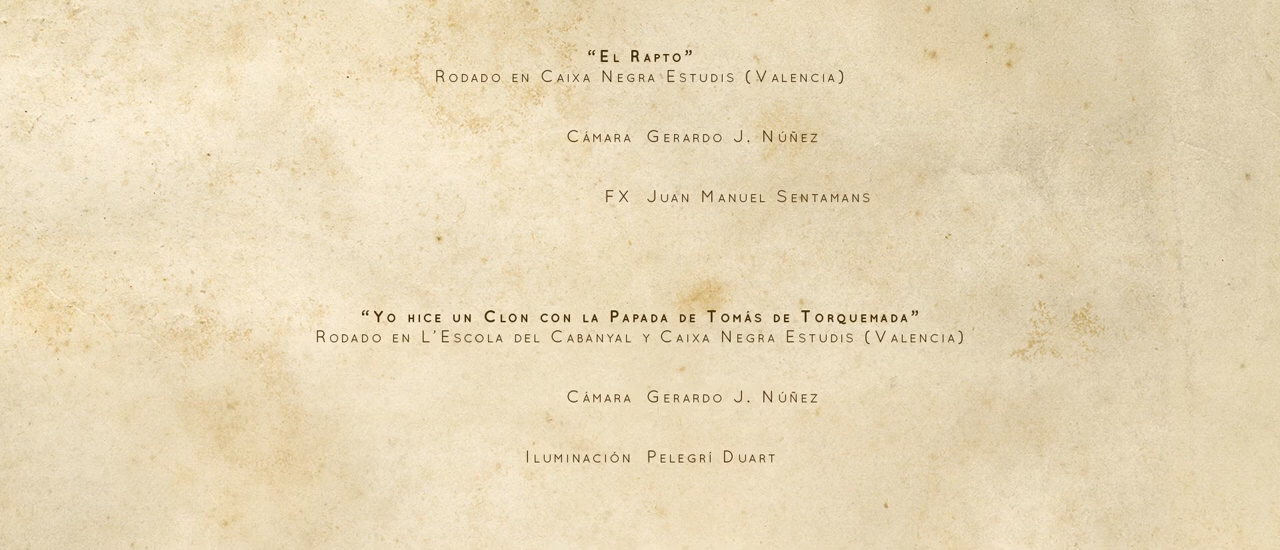 “El Rapto”
Rodado en Caixa Negra Estudis (Valencia)
Cámara Gerardo J. Núñez
FX Juan Manuel Sentamans
“Yo hice un Clon con la Papada de Tomás de Torquemada”
Rodado en L'Escola del Cabanyal y Caixa Negra Estudis (Valencia)
Cámara Gerardo J. Núñez
Iluminación Pelegrí Duart